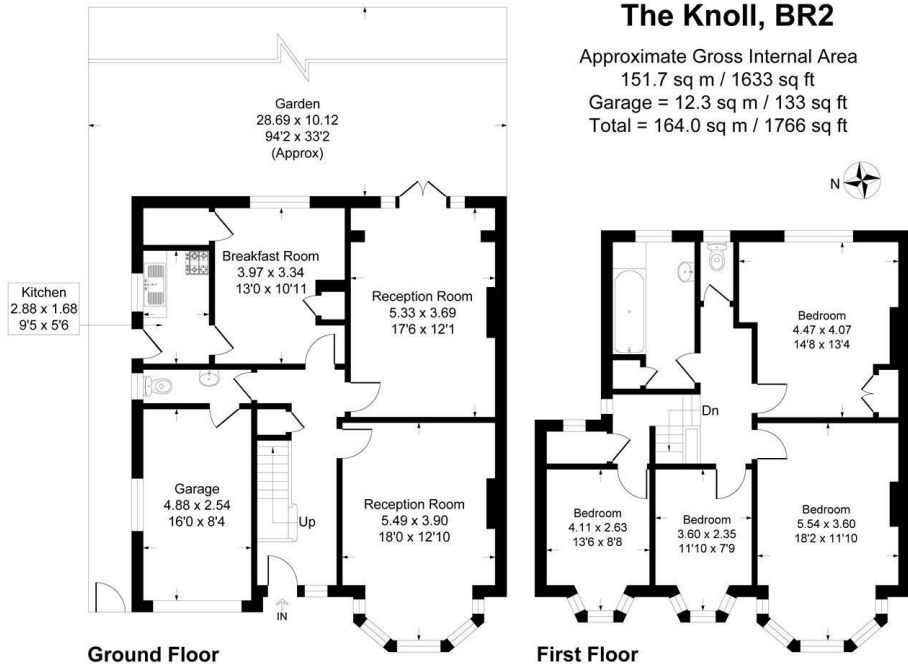 The Knoll, BR2
Approximate Gross Internal Area
151.7 sq m / 1633 sq ft
Garage = 12.3 sq m / 133 sq ft
Total = 164.0 sq m / 1766 sq ft
N
Garden
28.69 x 10.12
94'2 x 33'2
(Approx)
Kitchen
2.88 x 1.68
9'5 x 5'6
Breakfast Room
3.97 x 3.34
13'0 x 10'11
Reception Room
5.33 x 3.69
17'6 x 12'1
Garage
4.88 x 2.54
16'0 x 8'4
Up
Reception Room
5.49 x 3.90
18'0 x 12'10
IN
Ground Floor
Bedroom
4.47 x 4.07
14'8 x 13'4
Dn
Bedroom
4.11 x 2.63
13'6 x 8'8
Bedroom
3.60 x 2.35
11'10 x 7'9
Bedroom
5.54 x 3.60
18'2 x 11'10
First Floor